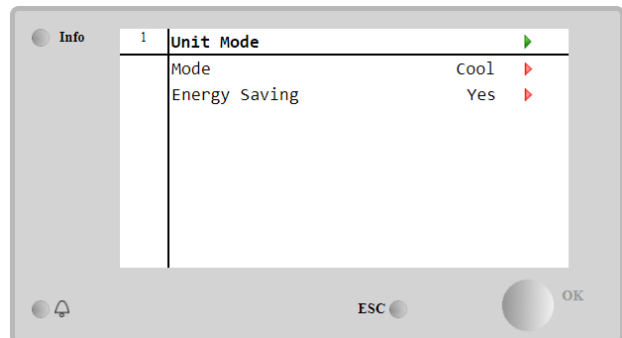 Info
1 Unit Mode
Mode Cool
Energy Saving Yes
ESC
OK